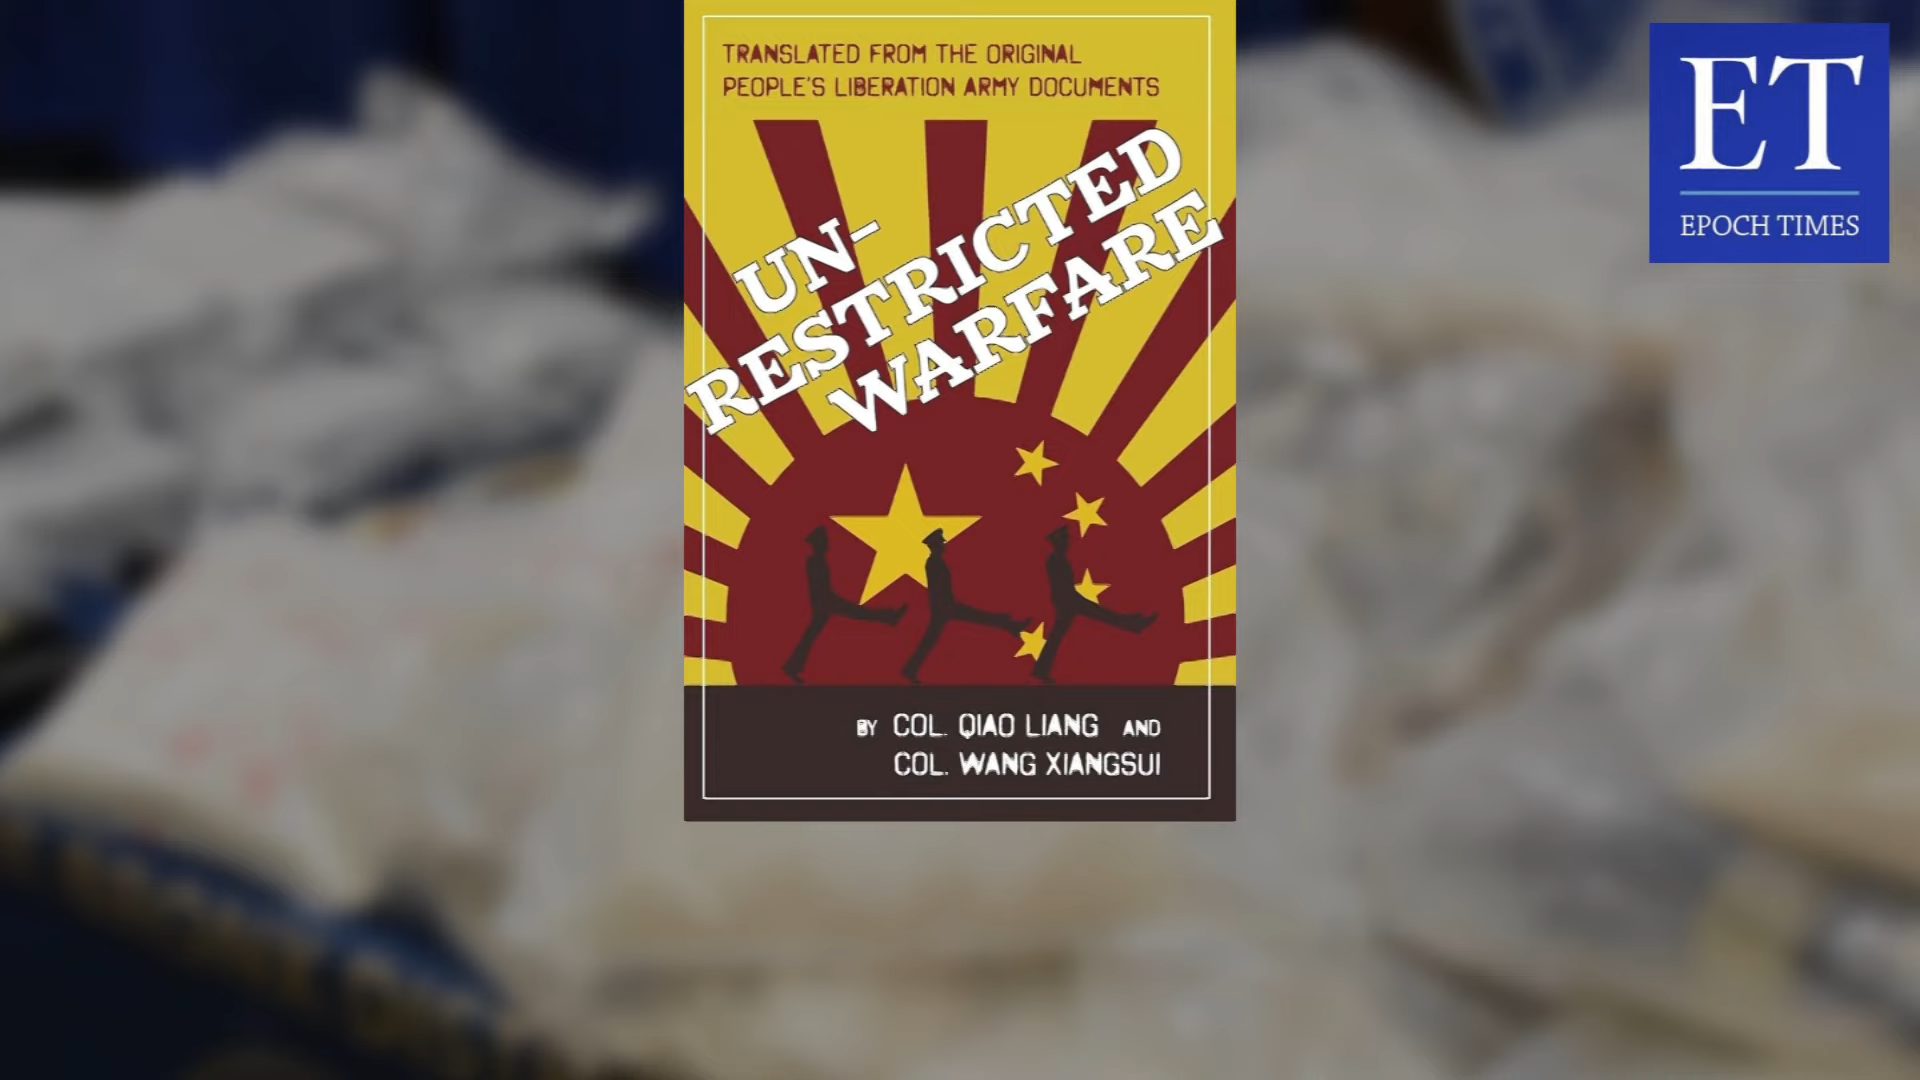 TRANSLATED FROM THE ORIGINAL
PEOPLE'S LIBERATION ARMY DOCUMENTS
UN-
RESTRICTED
WARFARE
BY COL. QIAO LIANG AND
COL. WANG XIANGSUI
ET
EPOCH TIMES